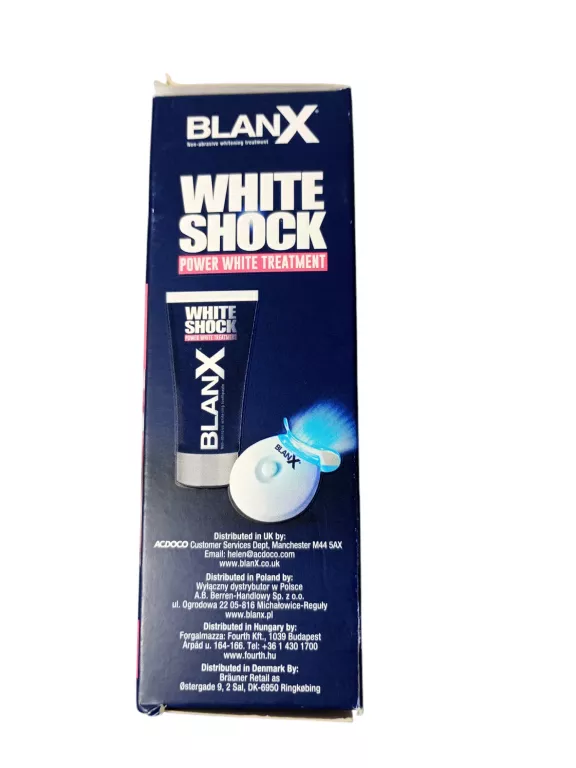 BLANX®
Non-abrasive whitening treatment
WHITE
SHOCK
POWER WHITE TREATMENT
WHITE
SHOCK
POWER WHITE TREATMENT
BLANX®
BLANX
Distributed in UK by:
ACDOCO Customer Services Dept, Manchester M44 5AX
Email: helen@acdoco.com
www.blanX.co.uk
Distributed in Poland by:
Wyłączny dystrybutor w Polsce
A.B. Berren-Handlowy Sp. z o.o.
ul. Ogrodowa 22 05-816 Michałowice-Reguły
www.blanx.pl
Distributed in Hungary by:
Forgalmazza: Fourth Kft., 1039 Budapest
Árpád u. 164-166. Tel: +36 1 430 1700
www.fourth.hu
Distributed in Denmark By:
Bräuner Retail as
Østergade 9, 2 Sal, DK-6950 Ringkøbing